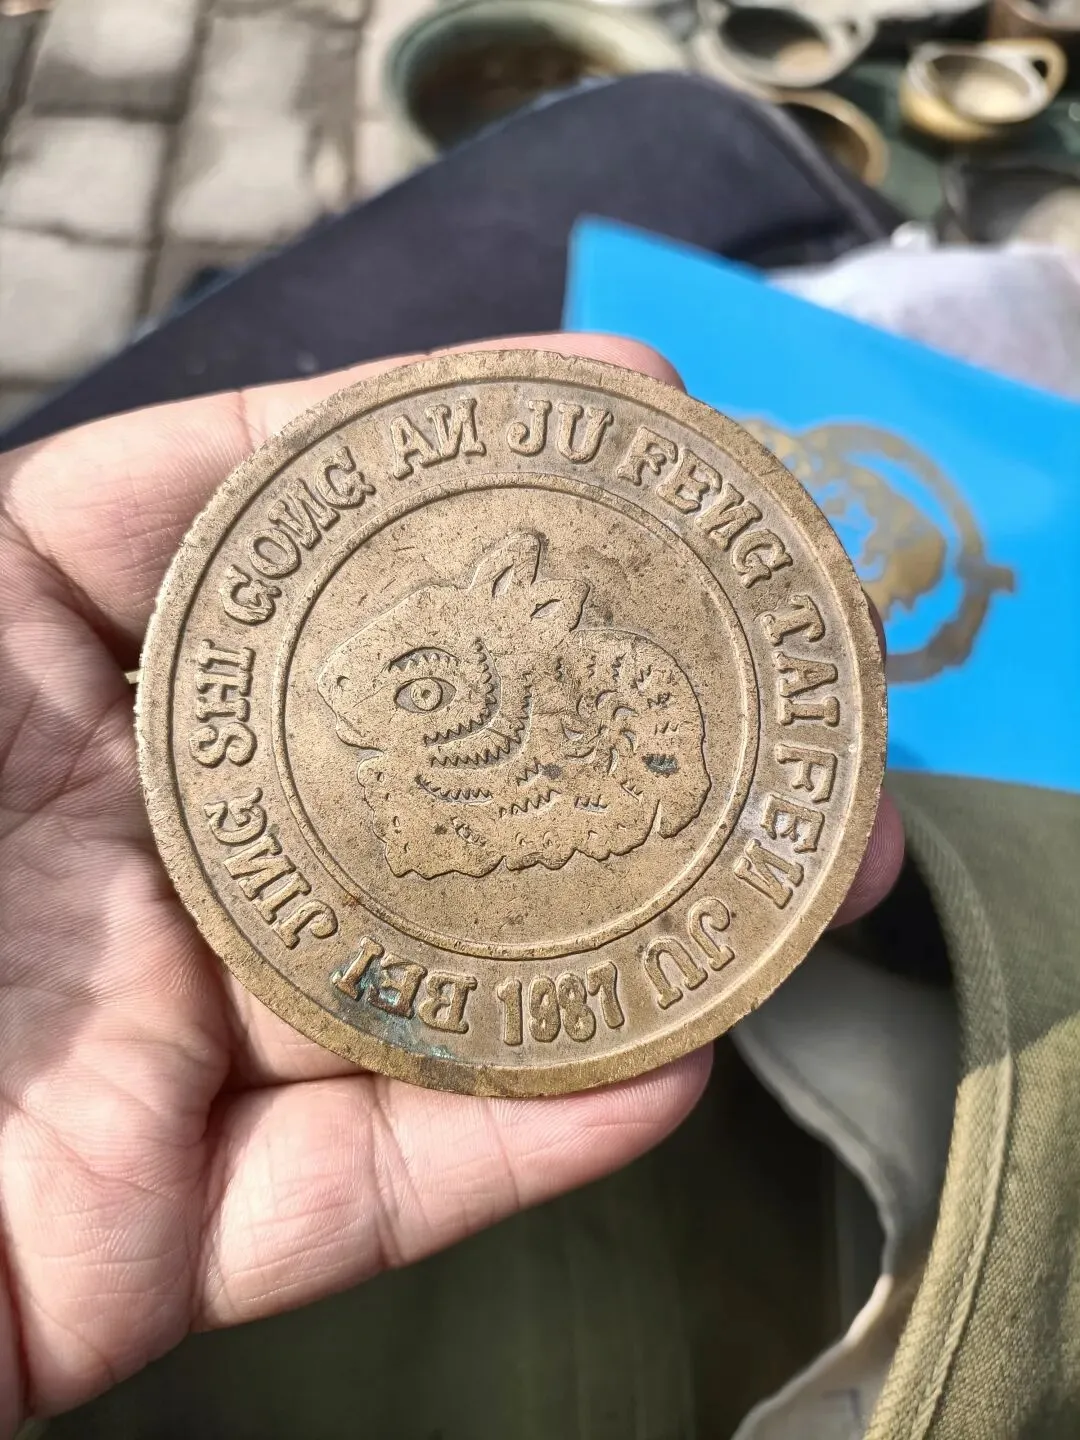 BEI JING SHI GONG AN JU FENG TAI FEN JU
1987